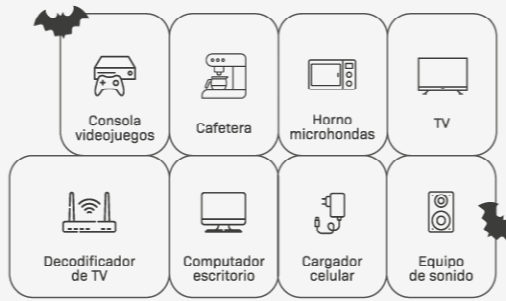 Consola
videojuegos
Cafetera
Horno
microhondas
TV
Decodificador
de TV
Computador
escritorio
Cargador
celular
Equipo
de sonido